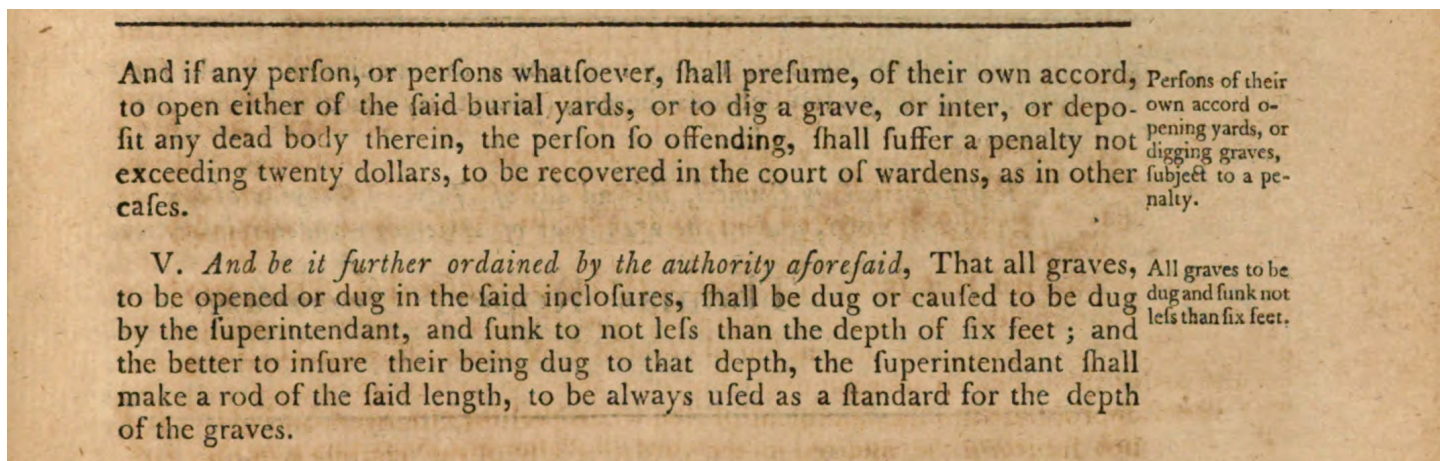 And if any perſon, or perſons whatſoever, ſhall preſume, of their own accord,
to open either of the ſaid burial yards, or to dig a grave, or inter, or depo-
ſit any dead body therein, the perſon ſo offending, ſhall ſuffer a penalty not
exceeding twenty dollars, to be recovered in the court of wardens, as in other
caſes.
Perſons of their
own accord o-
pening yards, or
digging graves,
ſubject to a pe-
nalty.
V. And be it further ordained by the authority aforeſaid, That all graves,
to be opened or dug in the ſaid incloſures, ſhall be dug or cauſed to be dug
by the ſuperintendant, and ſunk to not leſs than the depth of ſix feet ; and
the better to inſure their being dug to that depth, the ſuperintendant ſhall
make a rod of the ſaid length, to be always uſed as a ſtandard for the depth
of the graves.
All graves to be
dug and ſunk not
leſs than ſix feet.